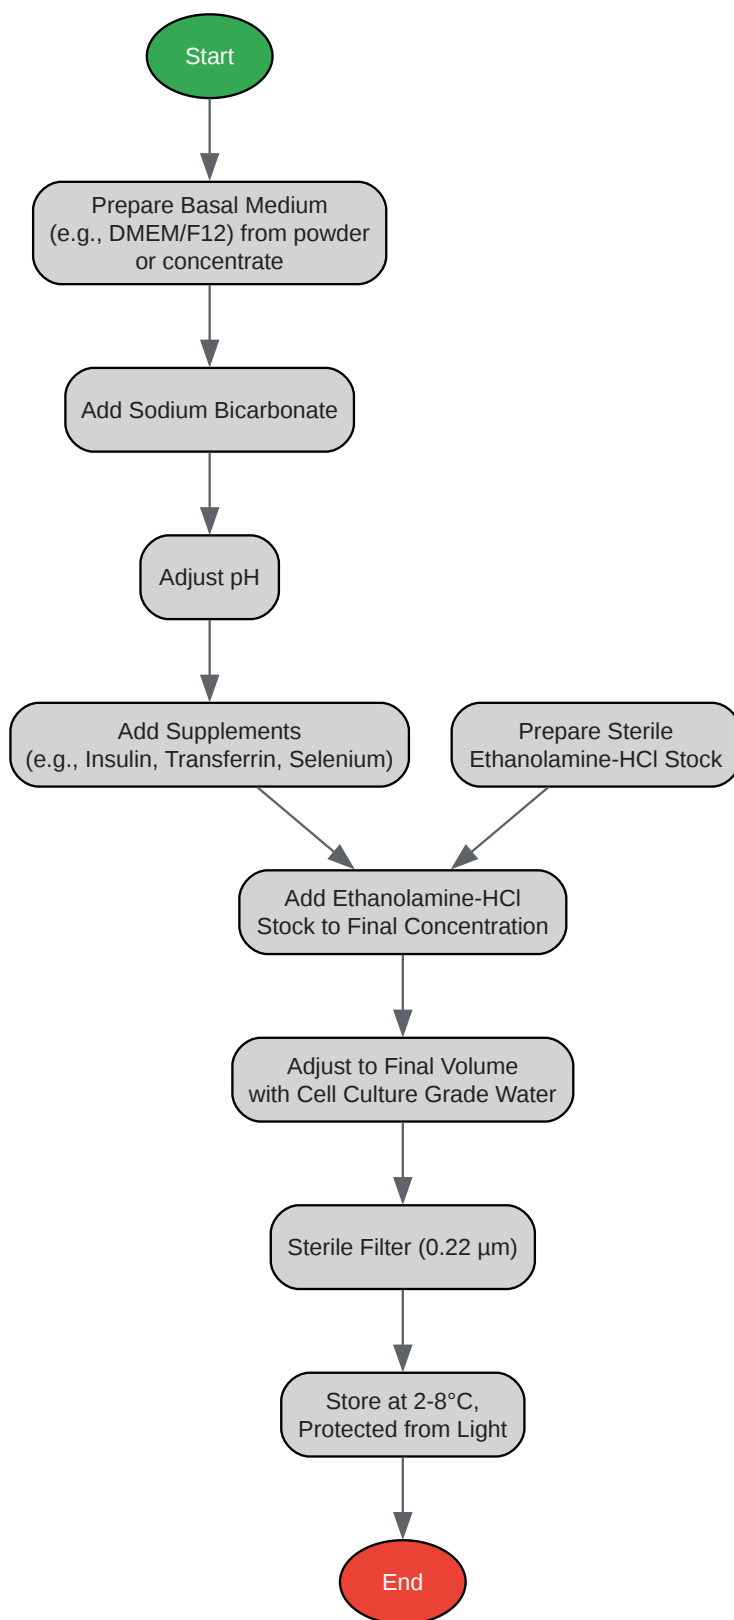 Start
Prepare Basal Medium
(e.g., DMEM/F12) from powder
or concentrate
Add Sodium Bicarbonate
Adjust pH
Add Supplements
(e.g., Insulin, Transferrin, Selenium)
Prepare Sterile
Ethanolamine-HCl Stock
Add Ethanolamine-HCl
Stock to Final Concentration
Adjust to Final Volume
with Cell Culture Grade Water
Sterile Filter (0.22 µm)
Store at 2-8°C,
Protected from Light
End